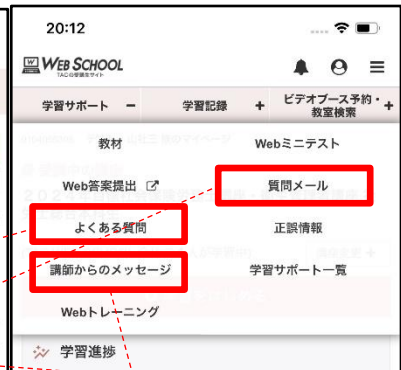 20:12
WEB SCHOOL
TACの受講生サイト
学習サポート − 学習記録 + ビデオブース予約・教室検索 +
教材 Webミニテスト
Web答案提出 質問メール
よくある質問 正誤情報
講師からのメッセージ 学習サポート一覧
Webトレーニング
学習進捗